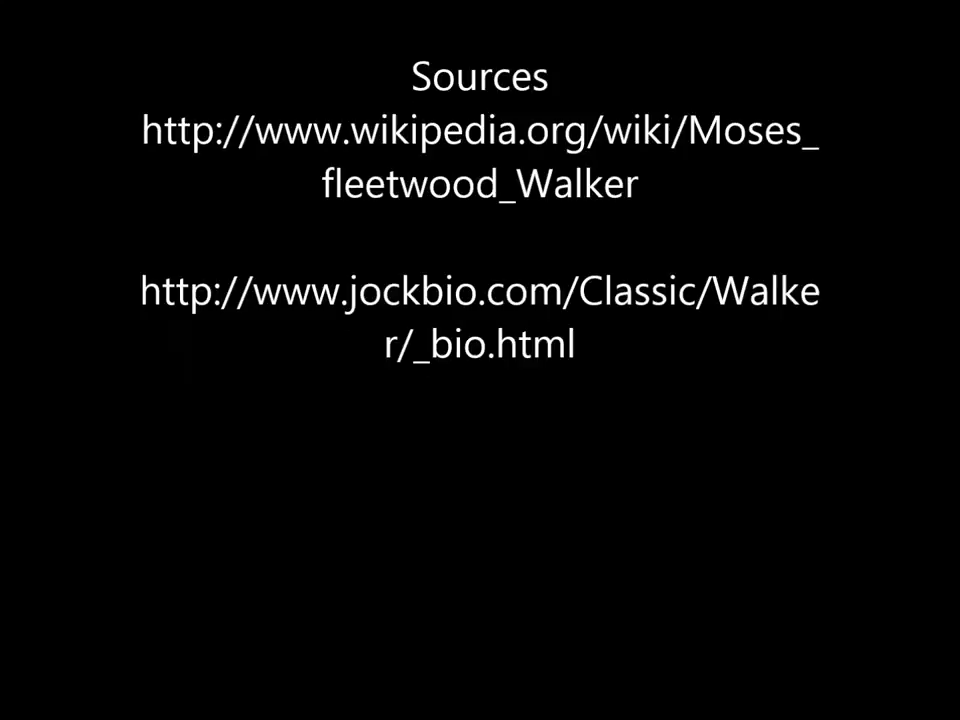 Sources
http://www.wikipedia.org/wiki/Moses_
fleetwood_Walker
http://www.jockbio.com/Classic/Walke
r/_bio.html